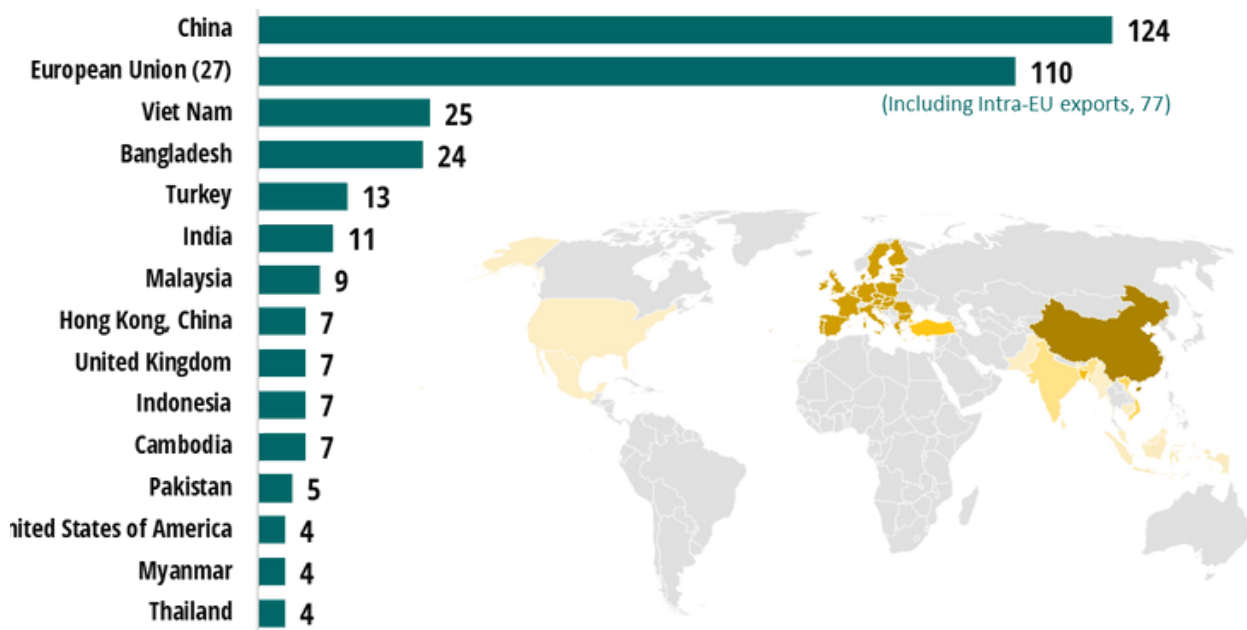 China 124
European Union (27) 110
(Including Intra-EU exports, 77)
Viet Nam 25
Bangladesh 24
Turkey 13
India 11
Malaysia 9
Hong Kong, China 7
United Kingdom 7
Indonesia 7
Cambodia 7
Pakistan 5
nited States of America 4
Myanmar 4
Thailand 4